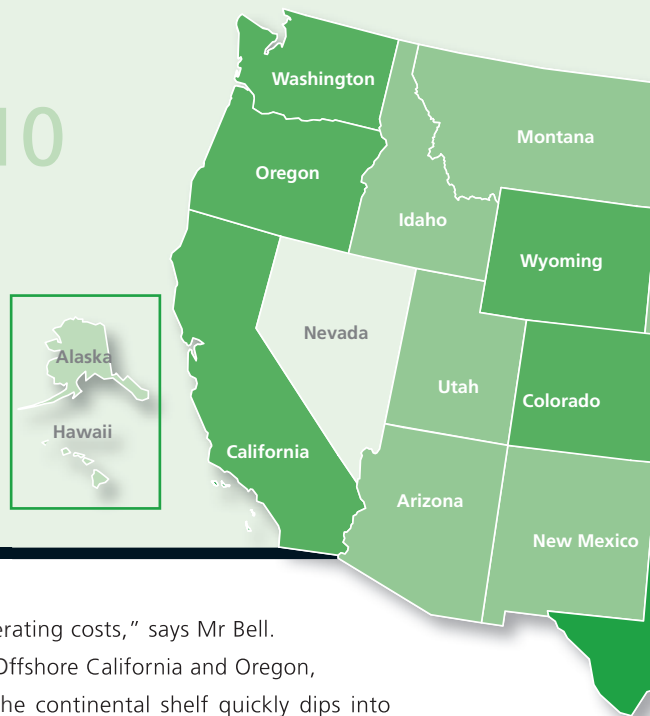 Washington
10
Montana
Oregon
Idaho
Wyoming
Nevada
Alaska
Utah
Colorado
Hawaii
California
Arizona
New Mexico
erating costs,” says Mr Bell.
Offshore California and Oregon,
he continental shelf quickly dips into